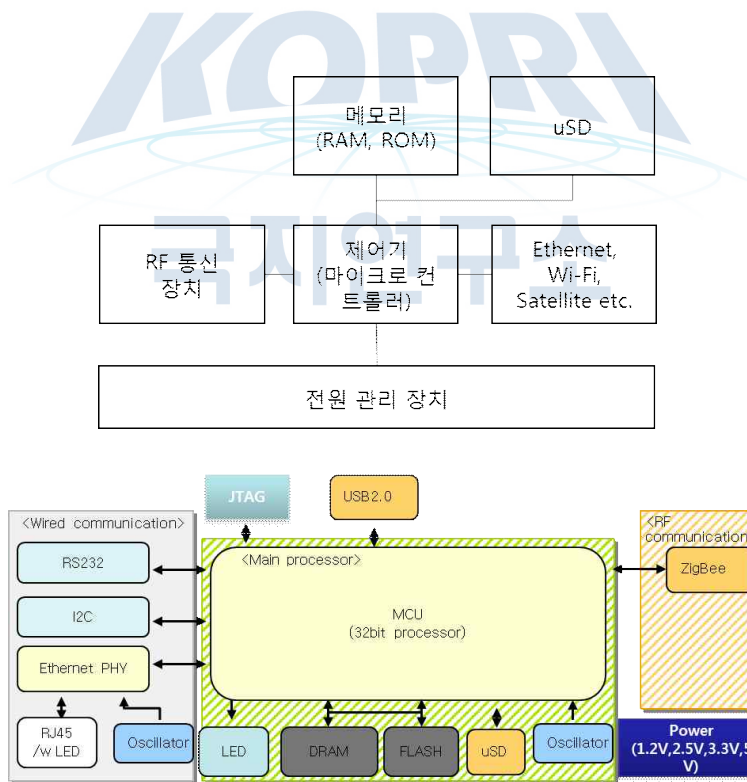 KOPRI
극지연구소
메모리
(RAM, ROM)
uSD
RF 통신
장치
제어기
(마이크로 컨
트롤러)
Ethernet,
Wi-Fi,
Satellite etc.
전원 관리 장치
JTAG
USB2.0
<Wired communication>
RS232
I2C
Ethernet PHY
RJ45
/w LED
Oscillator
<Main processor>
MCU
(32bit processor)
LED
DRAM
FLASH
uSD
Oscillator
<RF
communication
ZigBee
Power
(1.2V,2.5V,3.3V,5
V)